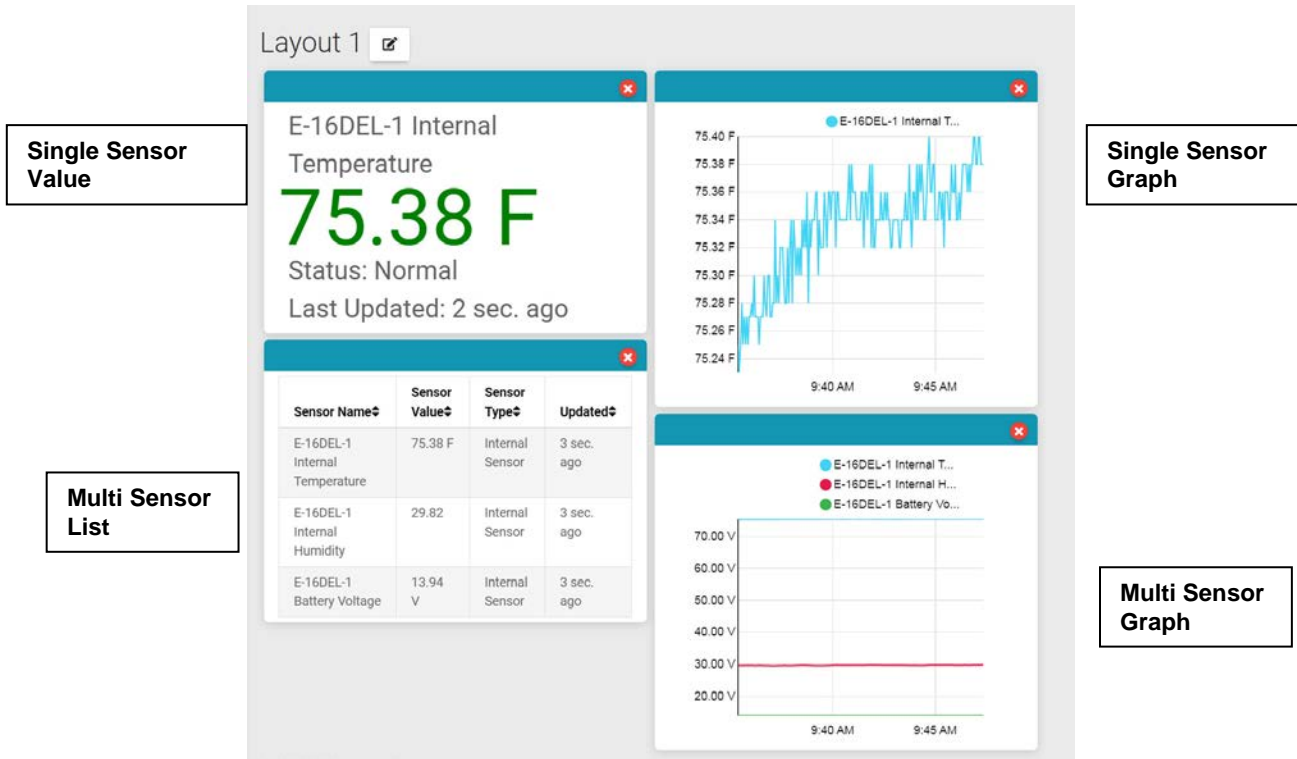 Layout 1
Single Sensor
Value
E-16DEL-1 Internal
Temperature
75.38 F
Status: Normal
Last Updated: 2 sec. ago
Single Sensor
Graph
E-16DEL-1 Internal T...
75.40 F
75.38 F
75.36 F
75.34 F
75.32 F
75.30 F
75.28 F
75.26 F
75.24 F
9:40 AM 9:45 AM
Multi Sensor
List
Sensor Name Sensor Value Sensor Type Updated
E-16DEL-1 75.38 F Internal 3 sec.
Internal Sensor ago
Temperature
E-16DEL-1 29.82 Internal 3 sec.
Internal Sensor ago
Humidity
E-16DEL-1 13.94 Internal 3 sec.
Battery Voltage V Sensor ago
Multi Sensor
Graph
E-16DEL-1 Internal T...
E-16DEL-1 Internal H...
E-16DEL-1 Battery Vo...
70.00 V
60.00 V
50.00 V
40.00 V
30.00 V
20.00 V
9:40 AM 9:45 AM